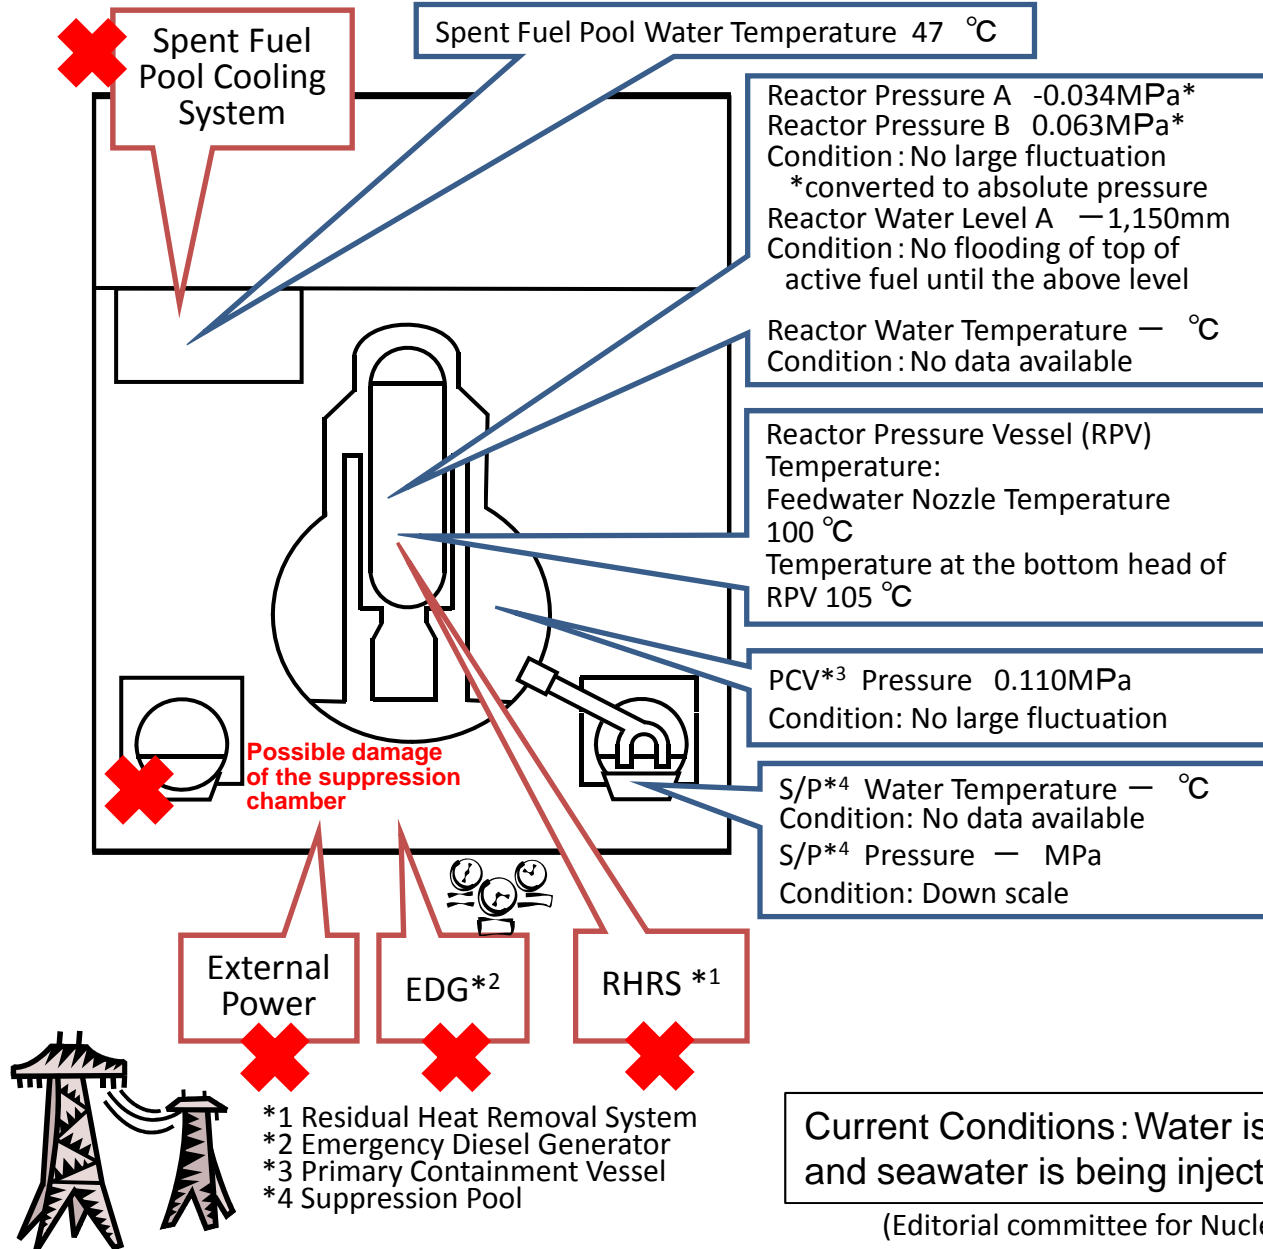 Spent Fuel
Pool Cooling
System
Spent Fuel Pool Water Temperature 47 ℃
Reactor Pressure A -0.034MPa*
Reactor Pressure B 0.063MPa*
Condition：No large fluctuation
*converted to absolute pressure
Reactor Water Level A －1,150mm
Condition：No flooding of top of
active fuel until the above level
Reactor Water Temperature － ℃
Condition：No data available
Reactor Pressure Vessel (RPV)
Temperature:
Feedwater Nozzle Temperature
100 ℃
Temperature at the bottom head of
RPV 105 ℃
PCV*3 Pressure 0.110MPa
Condition: No large fluctuation
Possible damage
of the suppression
chamber
S/P*4 Water Temperature － ℃
Condition: No data available
S/P*4 Pressure － MPa
Condition: Down scale
External
Power
EDG*2
RHRS *1
*1 Residual Heat Removal System
*2 Emergency Diesel Generator
*3 Primary Containment Vessel
*4 Suppression Pool
Current Conditions：Water is
and seawater is being inject
(Editorial committee for Nucle